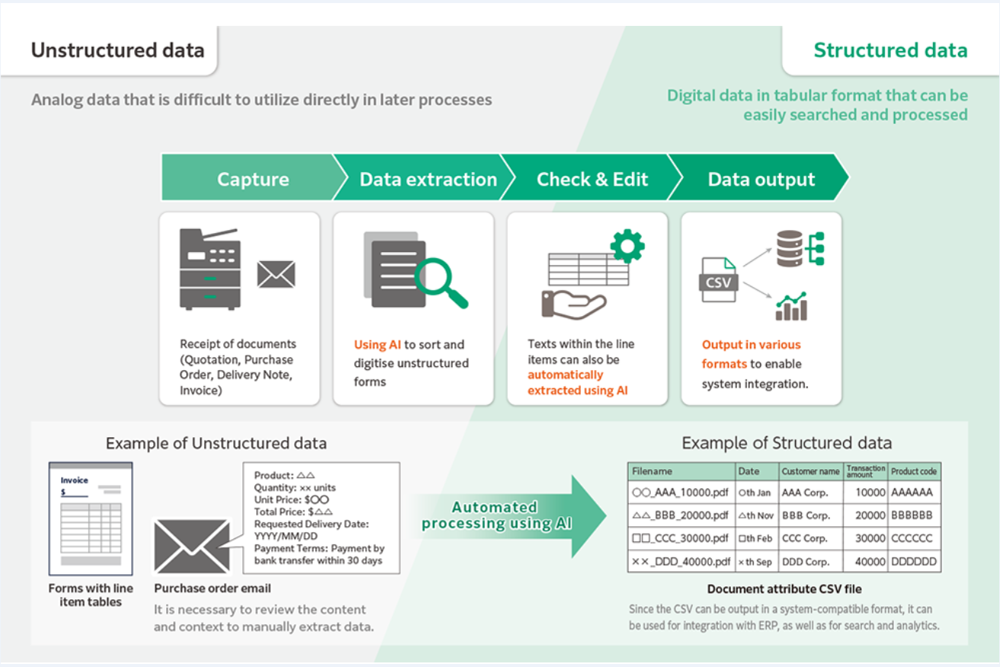 Unstructured data
Structured data
Analog data that is difficult to utilize directly in later processes
Digital data in tabular format that can be
easily searched and processed
Capture
Data extraction
Check & Edit
Data output
Receipt of documents
(Quotation, Purchase
Order, Delivery Note,
Invoice)
Using AI to sort and
digitise unstructured
forms
Texts within the line
items can also be
automatically
extracted using AI
CSV
Output in various
formats to enable
system integration.
Example of Unstructured data
Invoice
$
Forms with line
item tables
Product: △△
Quantity: ×× units
Unit Price: $○○
Total Price: $△△
Requested Delivery Date:
YYYY/MM/DD
Payment Terms: Payment by
bank transfer within 30 days
Purchase order email
It is necessary to review the content
and context to manually extract data.
Automated
processing using AI
Example of Structured data
Filename Date Customer name Transaction amount Product code
○○_AAA_10000.pdf ○th Jan AAA Corp. 10000 AAAAAA
△△_BBB_20000.pdf △th Nov BBB Corp. 20000 BBBBBB
□□_CCC_30000.pdf □th Feb CCC Corp. 30000 CCCCCC
××_DDD_40000.pdf ×th Sep DDD Corp. 40000 DDDDDD
Document attribute CSV file
Since the CSV can be output in a system-compatible format, it can
be used for integration with ERP, as well as for search and analytics.